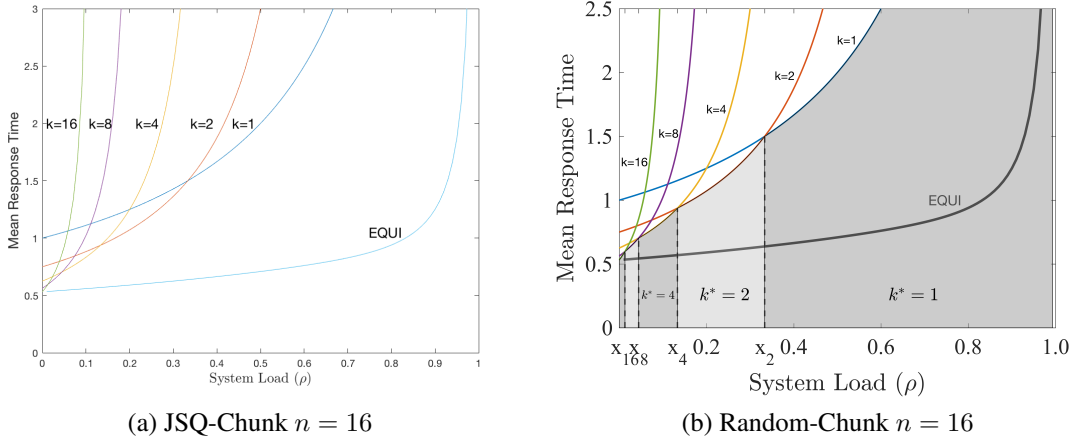 3
2.5
2
1.5
1
0.5
0
Mean Response Time
k=16
k=8
k=4
k=2
k=1
EQUI
0 0.1 0.2 0.3 0.4 0.5 0.6 0.7 0.8 0.9 1
System Load (ρ)
(a) JSQ-Chunk n = 16
2.5
2
1.5
1
0.5
0
Mean Response Time
k=1
k=2
k=4
k=8
k=16
EQUI
k* = 4
k* = 2
k* = 1
x16 x8 x4 0.2 x2 0.4 0.6 0.8 1.0
System Load (ρ)
(b) Random-Chunk n = 16